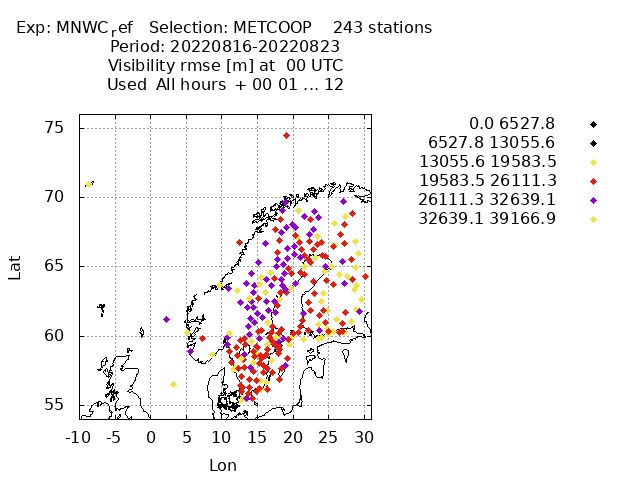 Exp: MNWCref   Selection: METCOOP    243 stations
Period: 20220816-20220823
Visibility rmse [m] at  00 UTC
Used  All hours  + 00 01 ... 12
0.0 6527.8
6527.8 13055.6
13055.6 19583.5
19583.5 26111.3
26111.3 32639.1
32639.1 39166.9
75
70
65
60
55
Lat
-10 -5 0 5 10 15 20 25 30
Lon